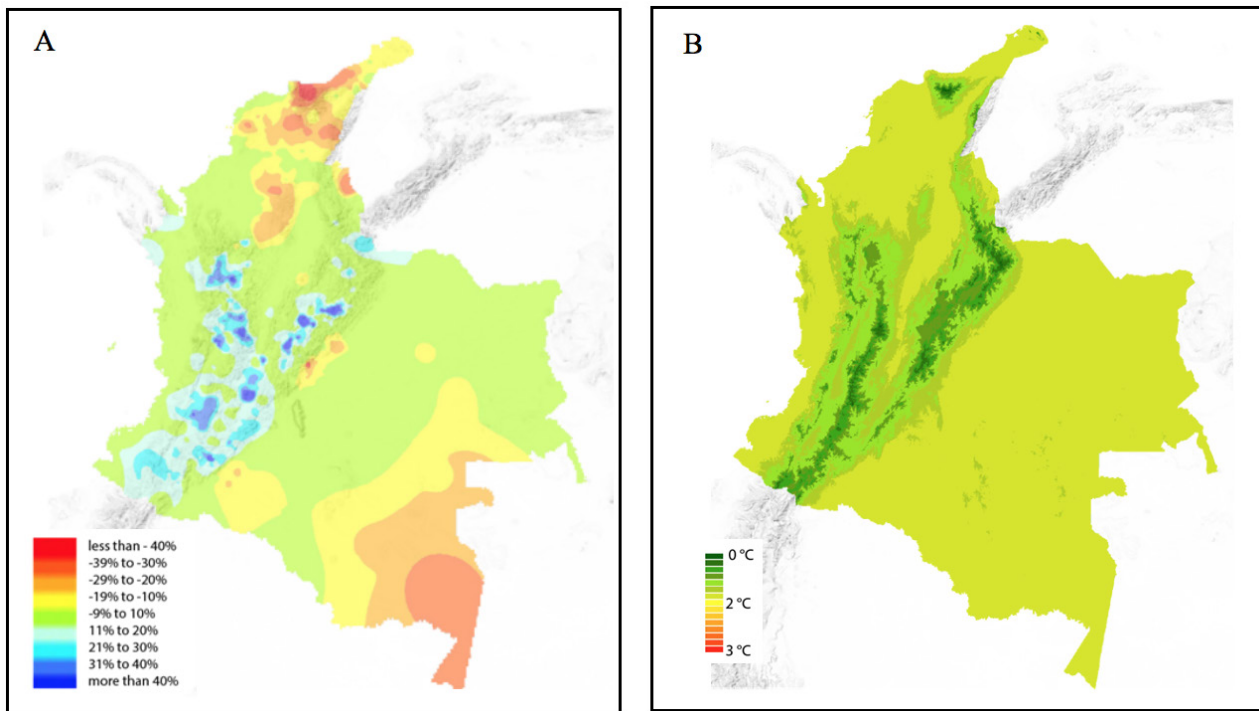 A
less than - 40%
-39% to -30%
-29% to -20%
-19% to -10%
-9% to 10%
11% to 20%
21% to 30%
31% to 40%
more than 40%
B
0 °C
2 °C
3 °C